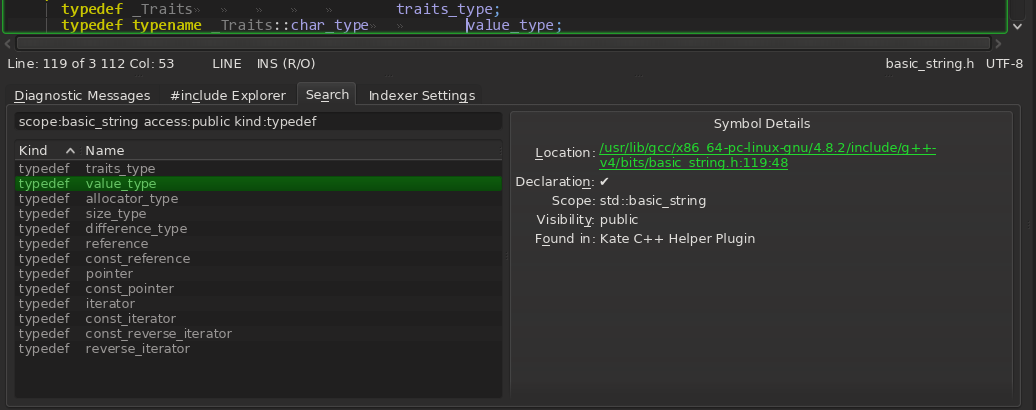 typedef _Traits» » » » » traits_type;
typedef typename _Traits::char_type» » value_type;
Line: 119 of 3 112 Col: 53 LINE INS (R/O) basic_string.h UTF-8
Diagnostic Messages #include Explorer Search Indexer Settings
scope:basic_string access:public kind:typedef
Kind Name
typedef traits_type
typedef value_type
typedef allocator_type
typedef size_type
typedef difference_type
typedef reference
typedef const_reference
typedef pointer
typedef const_pointer
typedef iterator
typedef const_iterator
typedef const_reverse_iterator
typedef reverse_iterator
Symbol Details
Location: /usr/lib/gcc/x86_64-pc-linux-gnu/4.8.2/include/g++-
v4/bits/basic_string.h:119:48
Declaration: ✔
Scope: std::basic_string
Visibility: public
Found in: Kate C++ Helper Plugin